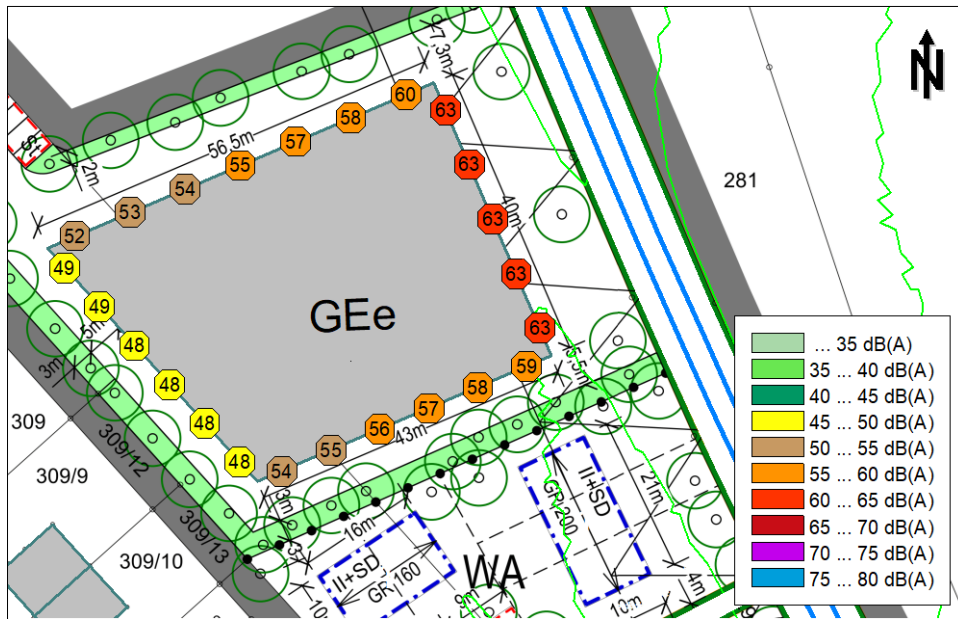 N
7,3m
60
63
58
57
56,5m
55
63
54
53
52
2m
St
40m
281
63
49
49
GEe
63
5m
3m
48
63
48
48
48
59
5,5m
58
57
56
43m
55
54
3m
309
309/12
309/9
309/13
309/10
16m
3
II+SD
GR 160
10
WA
II+SD
GR 200
27m
4m
10m
... 35 dB(A)
35 ... 40 dB(A)
40 ... 45 dB(A)
45 ... 50 dB(A)
50 ... 55 dB(A)
55 ... 60 dB(A)
60 ... 65 dB(A)
65 ... 70 dB(A)
70 ... 75 dB(A)
75 ... 80 dB(A)